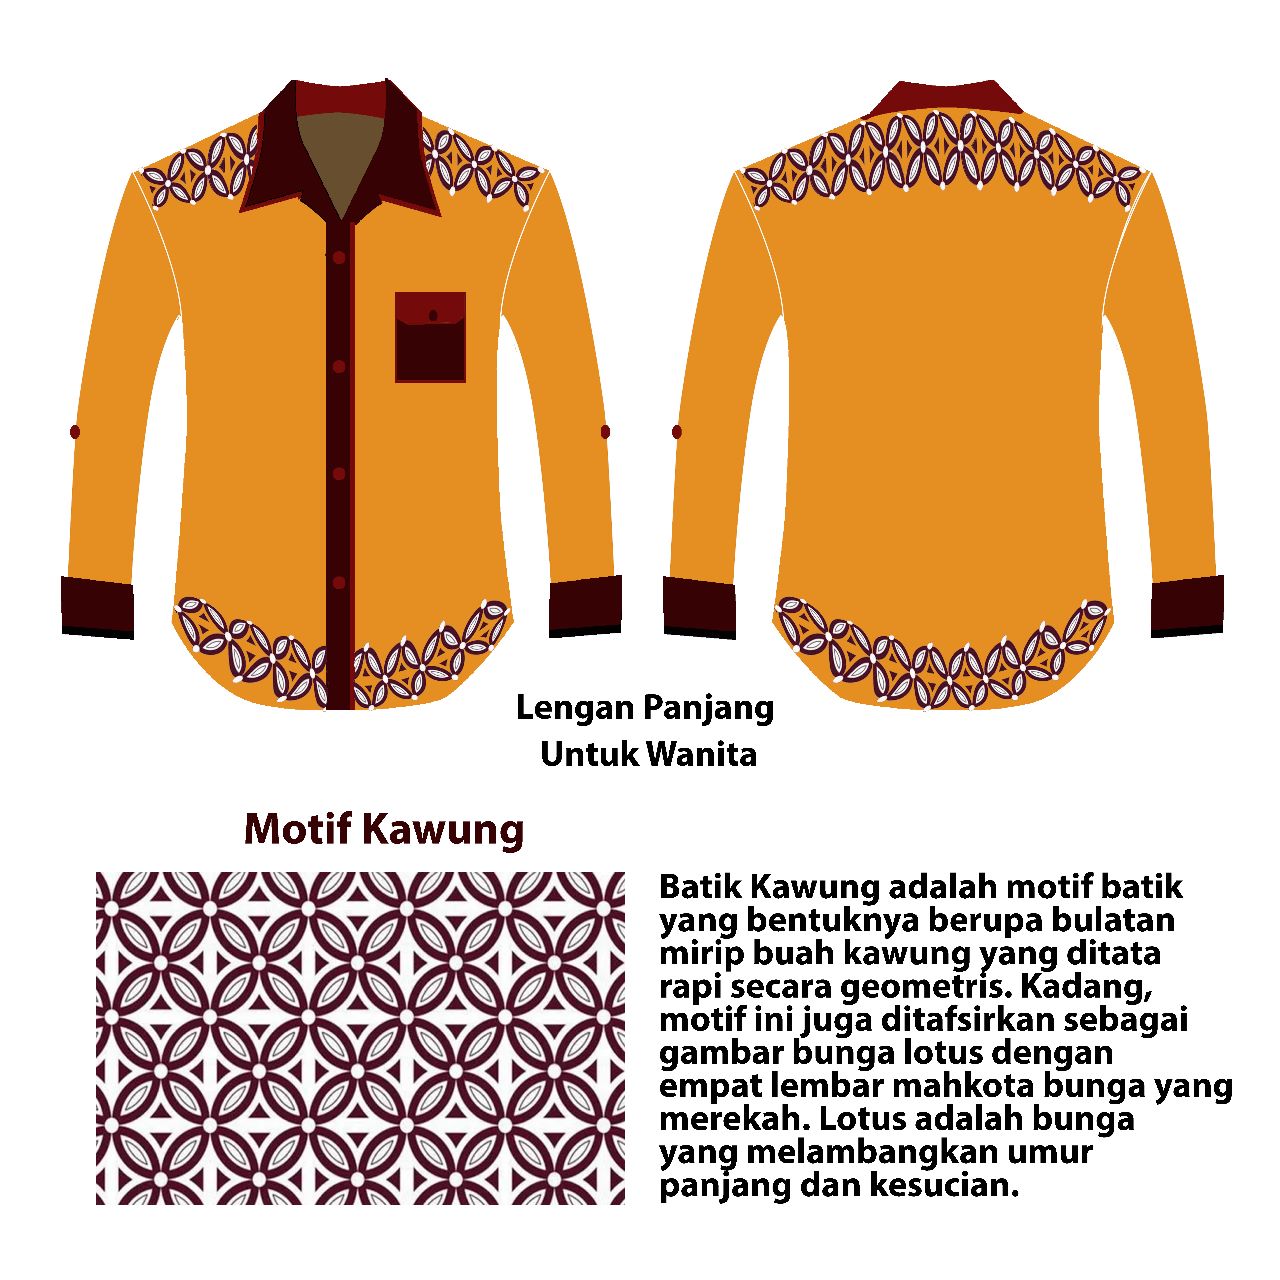 Lengan Panjang
Untuk Wanita
Motif Kawung
Batik Kawung adalah motif batik
yang bentuknya berupa bulatan
mirip buah kawung yang ditata
rapi secara geometris. Kadang,
motif ini juga ditafsirkan sebagai
gambar bunga lotus dengan
empat lembar mahkota bunga yang
merekah. Lotus adalah bunga
yang melambangkan umur
panjang dan kesucian.